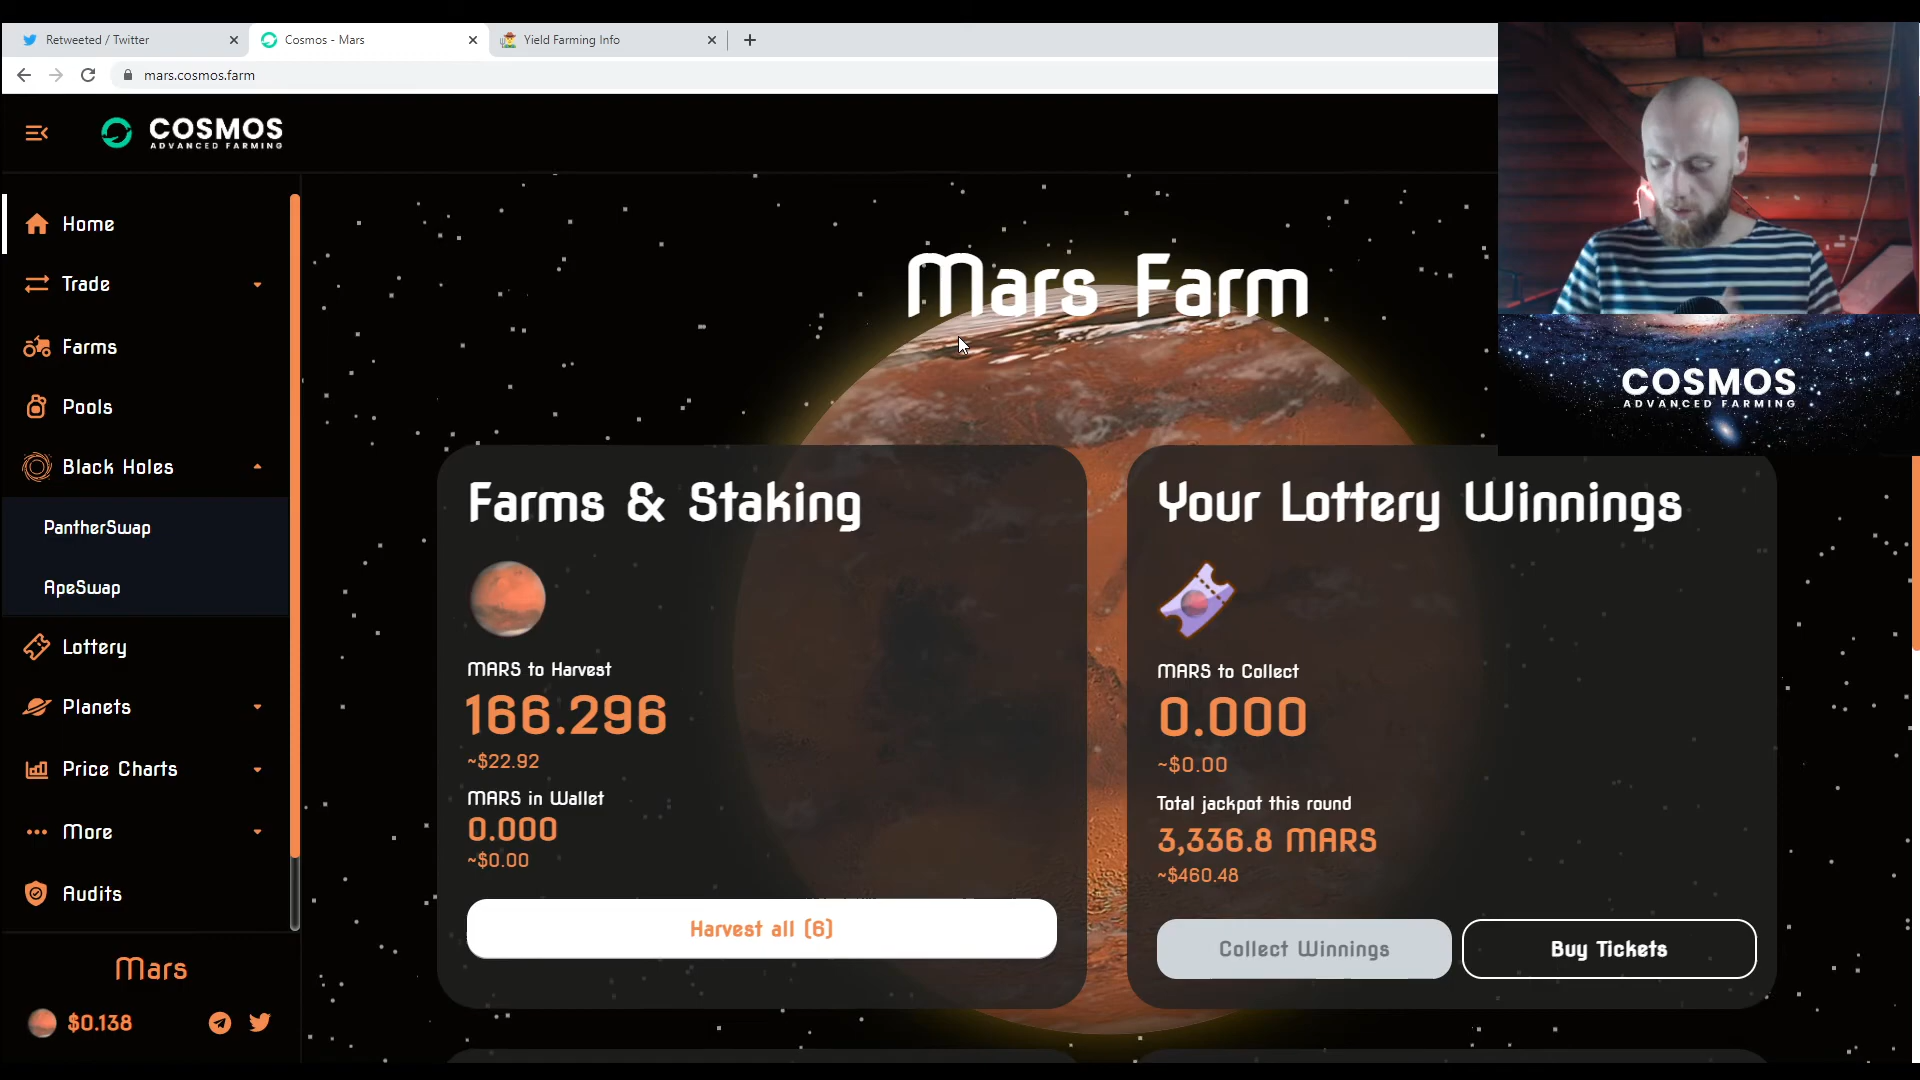 Retweeted / Twitter
Cosmos - Mars
Yield Farming Info
mars.cosmos.farm
COSMOS
ADVANCED FARMING
Home
Trade
Farms
Pools
Black Holes
PantherSwap
ApeSwap
Lottery
Planets
Price Charts
More
Audits
Mars
$0.138
Mars Farm
Farms & Staking
MARS to Harvest
166.296
~$22.92
MARS in Wallet
0.000
~$0.00
Harvest all (6)
Your Lottery Winnings
MARS to Collect
0.000
~$0.00
Total jackpot this round
3,336.8 MARS
~$460.48
Collect Winnings
Buy Tickets
COSMOS
ADVANCED FARMING